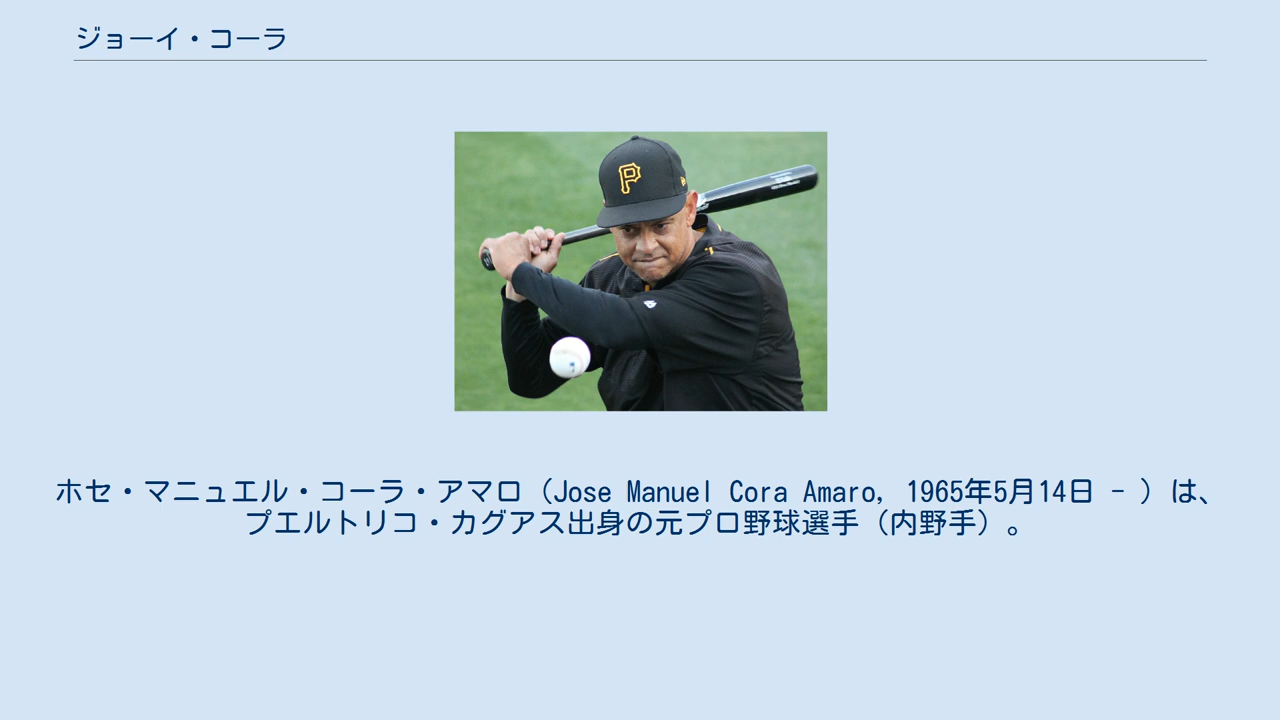 ジョーイ・コーラ
P
ホセ・マニュエル・コーラ・アマロ（Jose Manuel Cora Amaro, 1965年5月14日 - ）は、
プエルトリコ・カグアス出身の元プロ野球選手（内野手）。